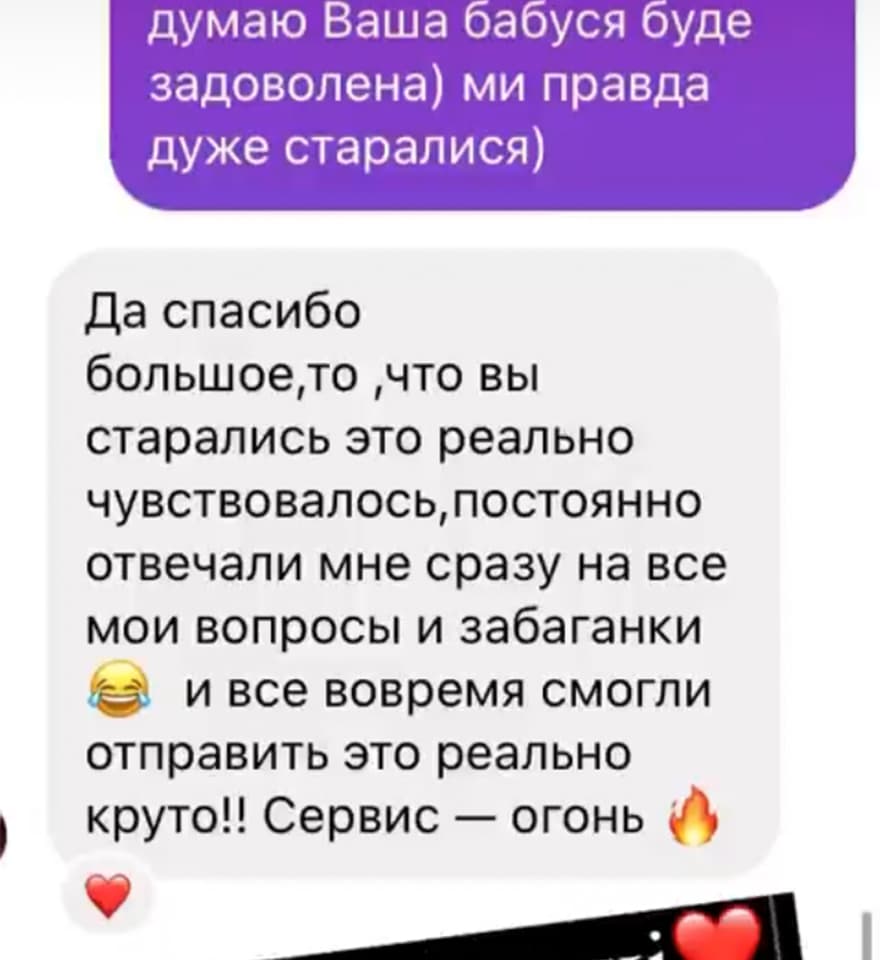 думаю Ваша бабуся буде
задоволена) ми правда
дуже старалися)
Да спасибо
большое,то ,что вы
старались это реально
чувствовалось,постоянно
отвечали мне сразу на все
мои вопросы и забаганки
😂 и все вовремя смогли
отправить это реально
круто!! Сервис — огонь 🔥